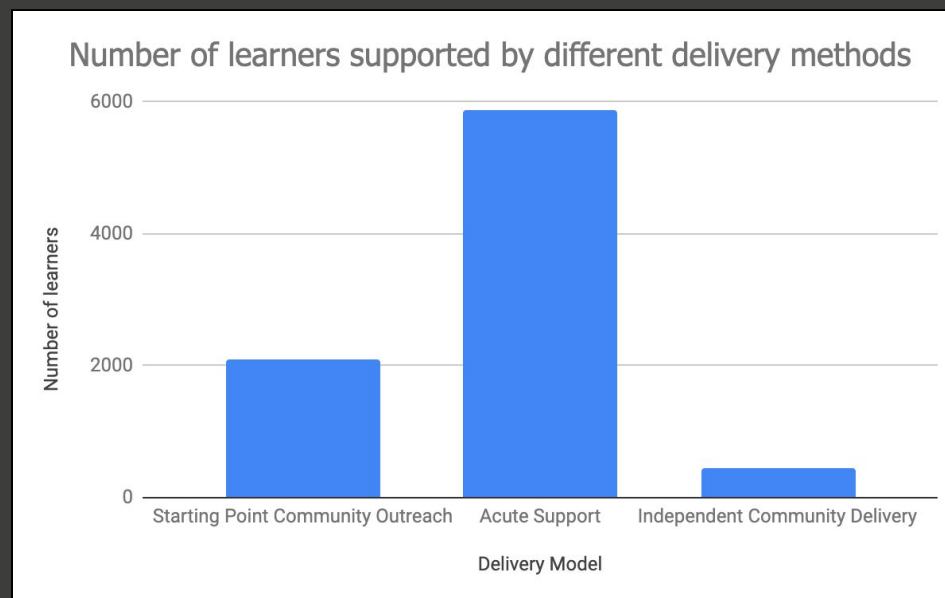 Number of learners supported by different delivery methods
6000
4000
2000
0
Number of learners
Starting Point Community Outreach
Acute Support
Independent Community Delivery
Delivery Model